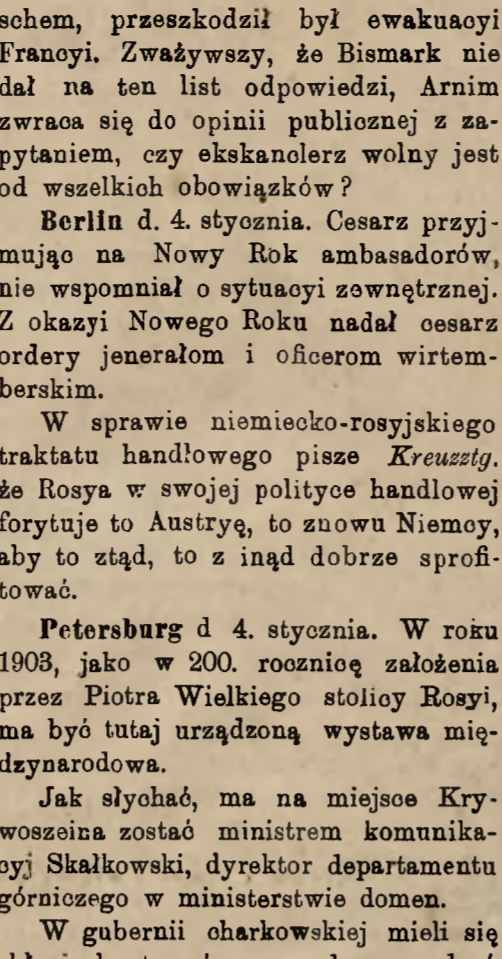 schem, przeszkodził był ewakuacyi
Francyi. Zważywszy, że Bismark nie
dał na ten list odpowiedzi, Arnim
zwraca się do opinii publicznej z za-
pytaniem, czy ekskanclerz wolny jest
od wszelkich obowiązków?
Berlin d. 4. stycznia. Cesarz przyj-
mując na Nowy Rok ambasadorów,
nie wspomniał o sytuacyi zewnętrznej.
Z okazyi Nowego Roku nadał cesarz
ordery jenerałom i oficerom wirtem-
berskim.
W sprawie niemiecko-rosyjskiego
traktatu handlowego pisze Kreuzztg.
że Rosya w swojej polityce handlowej
forytuje to Austryę, to znowu Niemcy,
aby to ztąd, to z inąd dobrze sprofi-
tować.
Petersburg d 4. stycznia. W roku
1903, jako w 200. rocznicę założenia
przez Piotra Wielkiego stolicy Rosyi,
ma być tutaj urządzoną wystawa mię-
dzynarodowa.
Jak słychać, ma na miejsce Kry-
woszeina zostać ministrem komunika-
cyj Skałkowski, dyrektor departamentu
górniczego w ministerstwie domen.
W gubernii charkowskiej mieli się